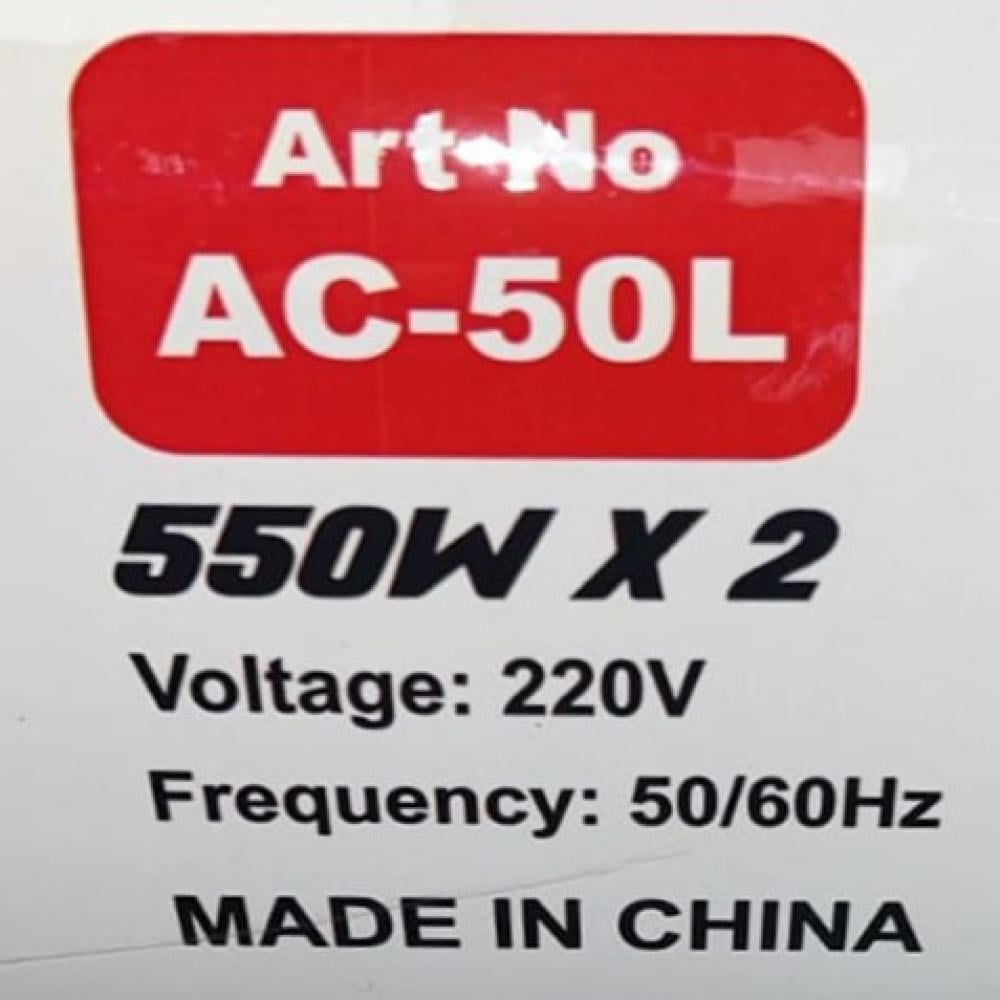 Art No
AC-50L
550W X 2
Voltage: 220V
Frequency: 50/60Hz
MADE IN CHINA